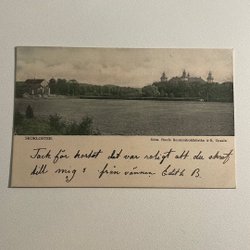 SKOKLOSTER.
Tack för kortet det var roligt att du skref
till mig s: från vännen Edith B.